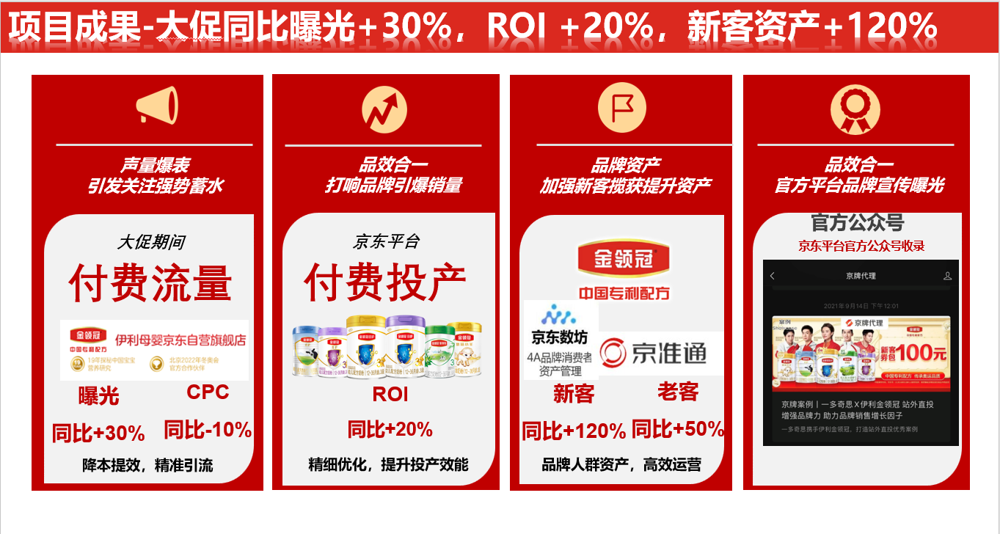 项目成果-大促同比曝光+30%，ROI +20%，新客资产+120%
声量爆表
引发关注强势蓄水
大促期间
付费流量
金领冠
中国专利配方
伊利母婴京东自营旗舰店
19年探秘中国宝宝
营养研究
北京2022年冬奥会
官方合作伙伴
曝光
CPC
同比+30%
同比-10%
降本提效，精准引流
品效合一
打响品牌引爆销量
京东平台
付费投产
ROI
同比+20%
精细优化，提升投产效能
品牌资产
加强新客揽获提升资产
金领冠
中国专利配方
京东数坊
4A品牌消费者
资产管理
京准通
新客
老客
同比+120%
同比+50%
品牌人群资产，高效运营
品效合一
官方平台品牌宣传曝光
官方公众号
京东平台官方公众号收录
京牌代理
2021年9月14日 下午12:01
案例
京牌代理
新客
券包
100元
中国专利配方 传承奥运品质
京牌案例丨一多奇思X伊利金领冠 站外直投
增强品牌力 助力品牌销售增长因子
一多奇思携手伊利金领冠，打造站外直投优秀案例